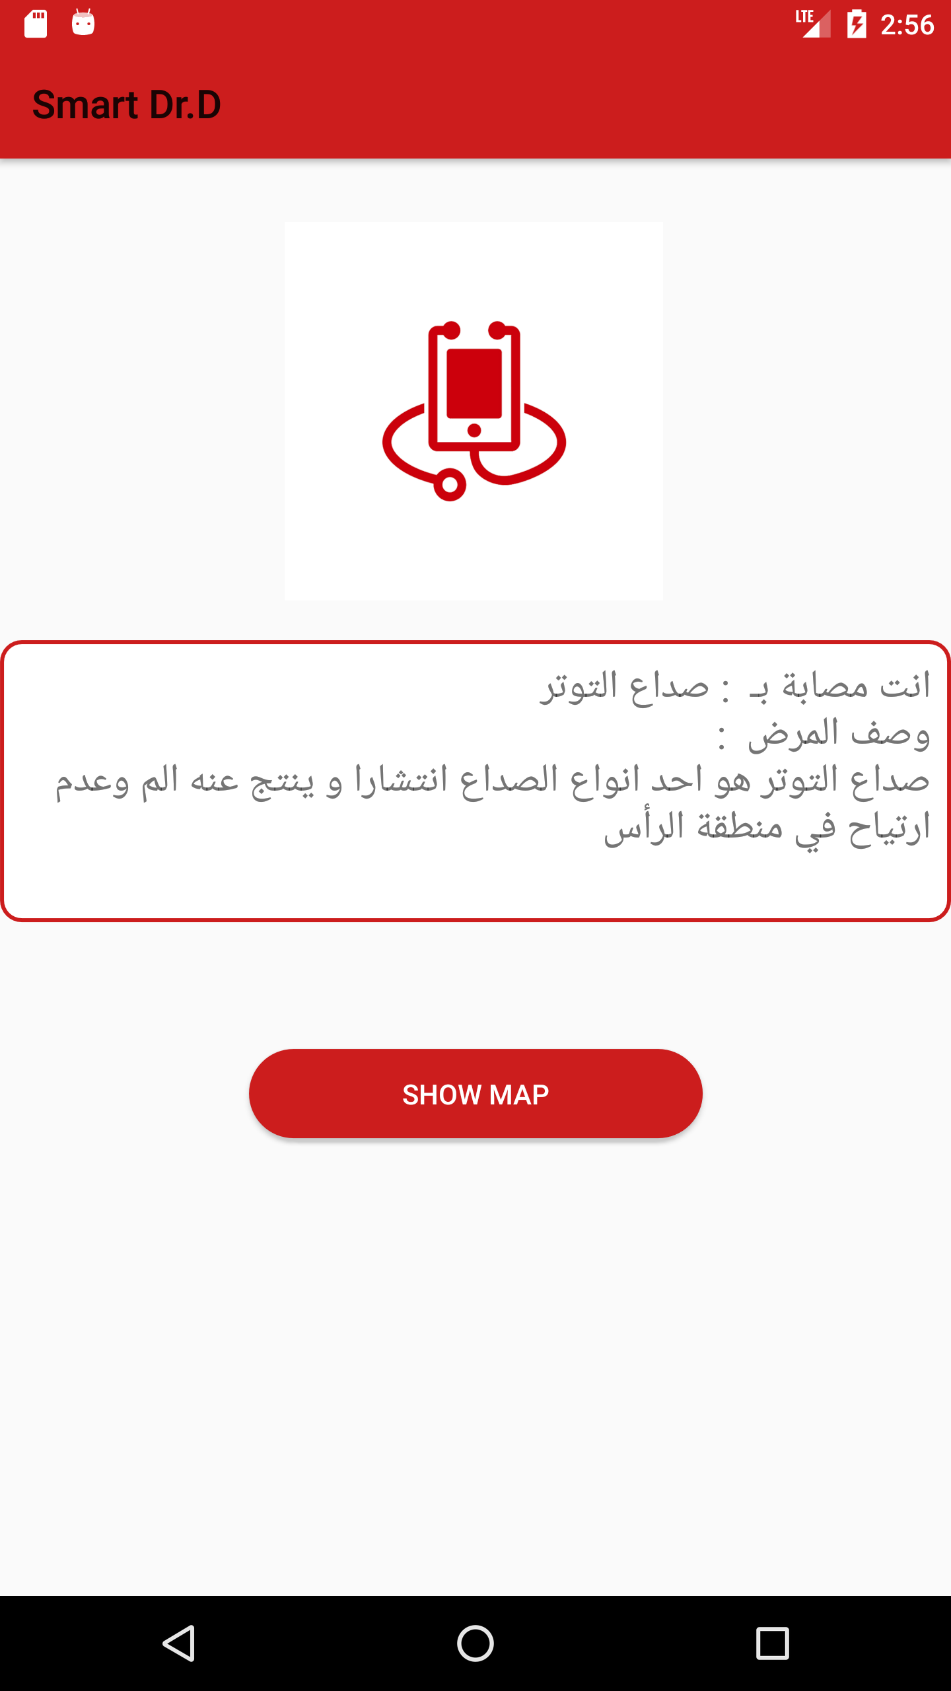 LTE 2:56
Smart Dr.D
انت مصابة بـ : صداع التوتر
وصف المرض :
صداع التوتر هو احد انواع الصداع انتشارا و ينتج عنه الم وعدم
ارتياح في منطقة الرأس
SHOW MAP